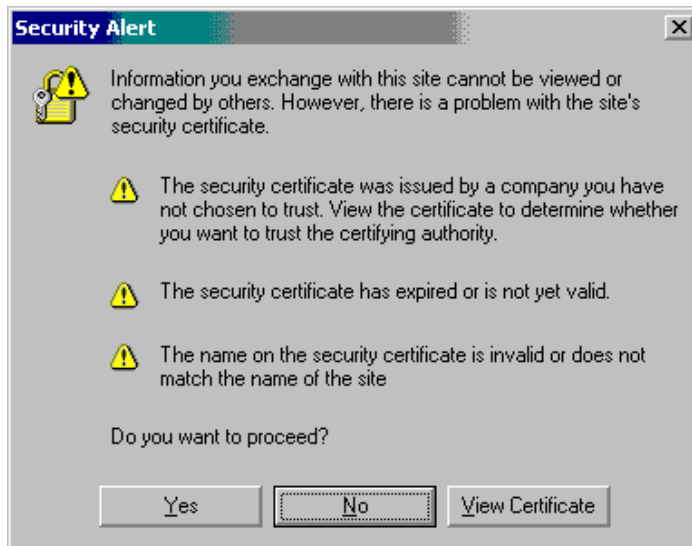 Security Alert
Information you exchange with this site cannot be viewed or
changed by others. However, there is a problem with the site's
security certificate.
The security certificate was issued by a company you have
not chosen to trust. View the certificate to determine whether
you want to trust the certifying authority.
The security certificate has expired or is not yet valid.
The name on the security certificate is invalid or does not
match the name of the site
Do you want to proceed?
Yes No View Certificate